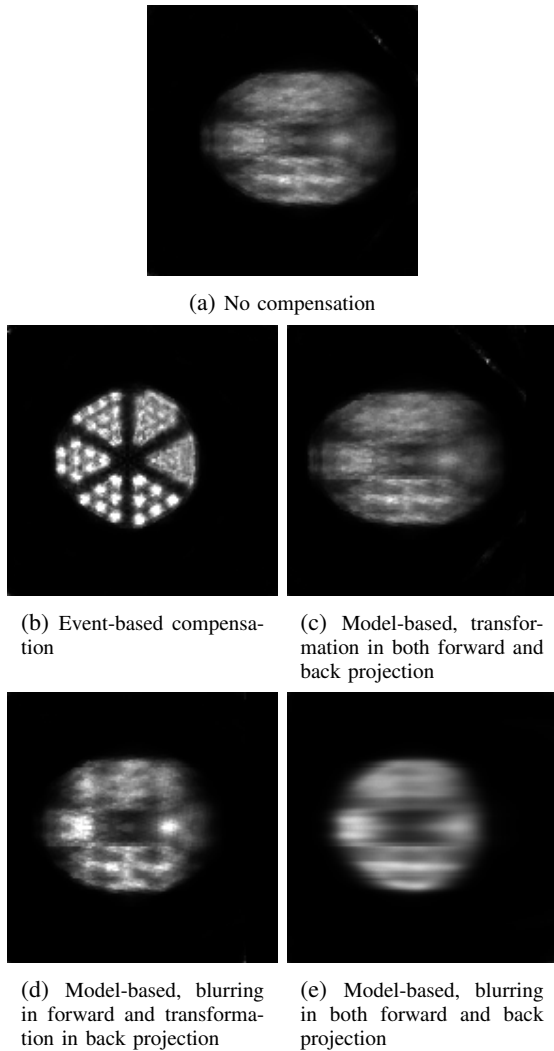 (a) No compensation
(b) Event-based compensa-
tion
(c) Model-based, transfor-
mation in both forward and
back projection
(d) Model-based, blurring
in forward and transforma-
tion in back projection
(e) Model-based, blurring
in both forward and back
projection